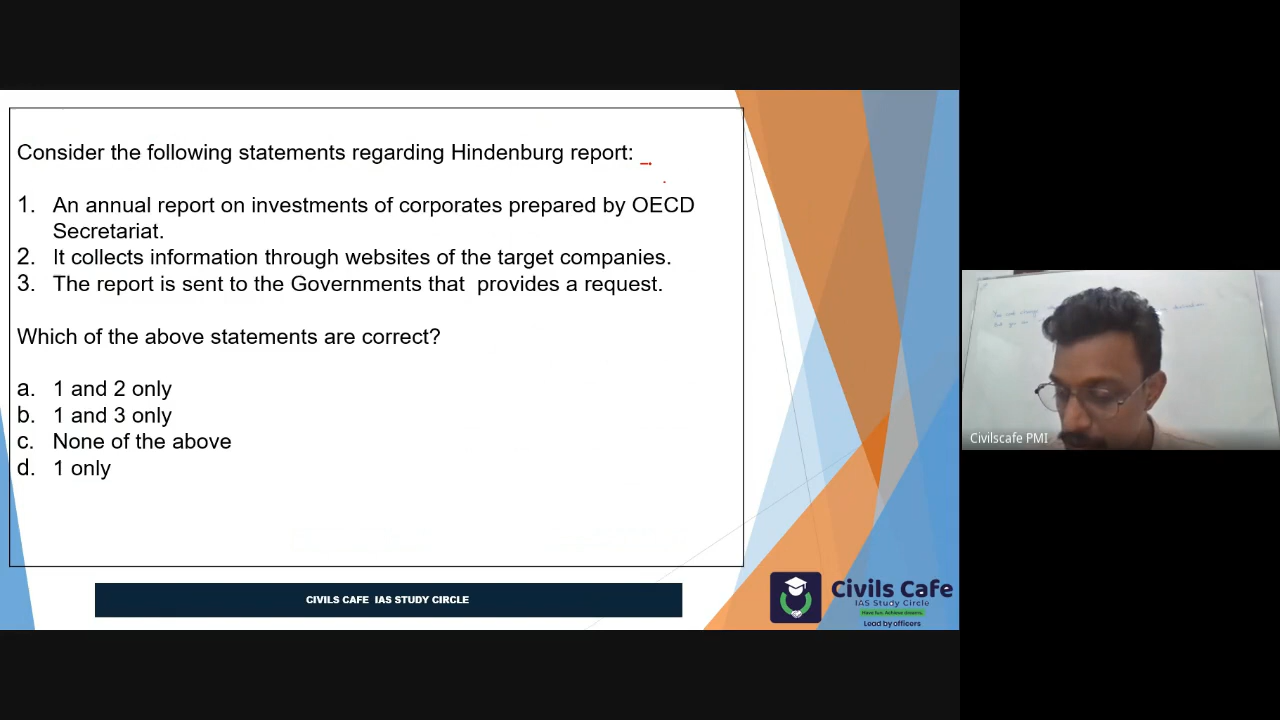 Consider the following statements regarding Hindenburg report:
1. An annual report on investments of corporates prepared by OECD
Secretariat.
2. It collects information through websites of the target companies.
3. The report is sent to the Governments that provides a request.
Which of the above statements are correct?
a. 1 and 2 only
b. 1 and 3 only
c. None of the above
d. 1 only
CIVILS CAFE IAS STUDY CIRCLE
Civils Cafe
IAS Study Circle
Have fun. Achieve dreams.
Lead by officers
Civilscafe PMI